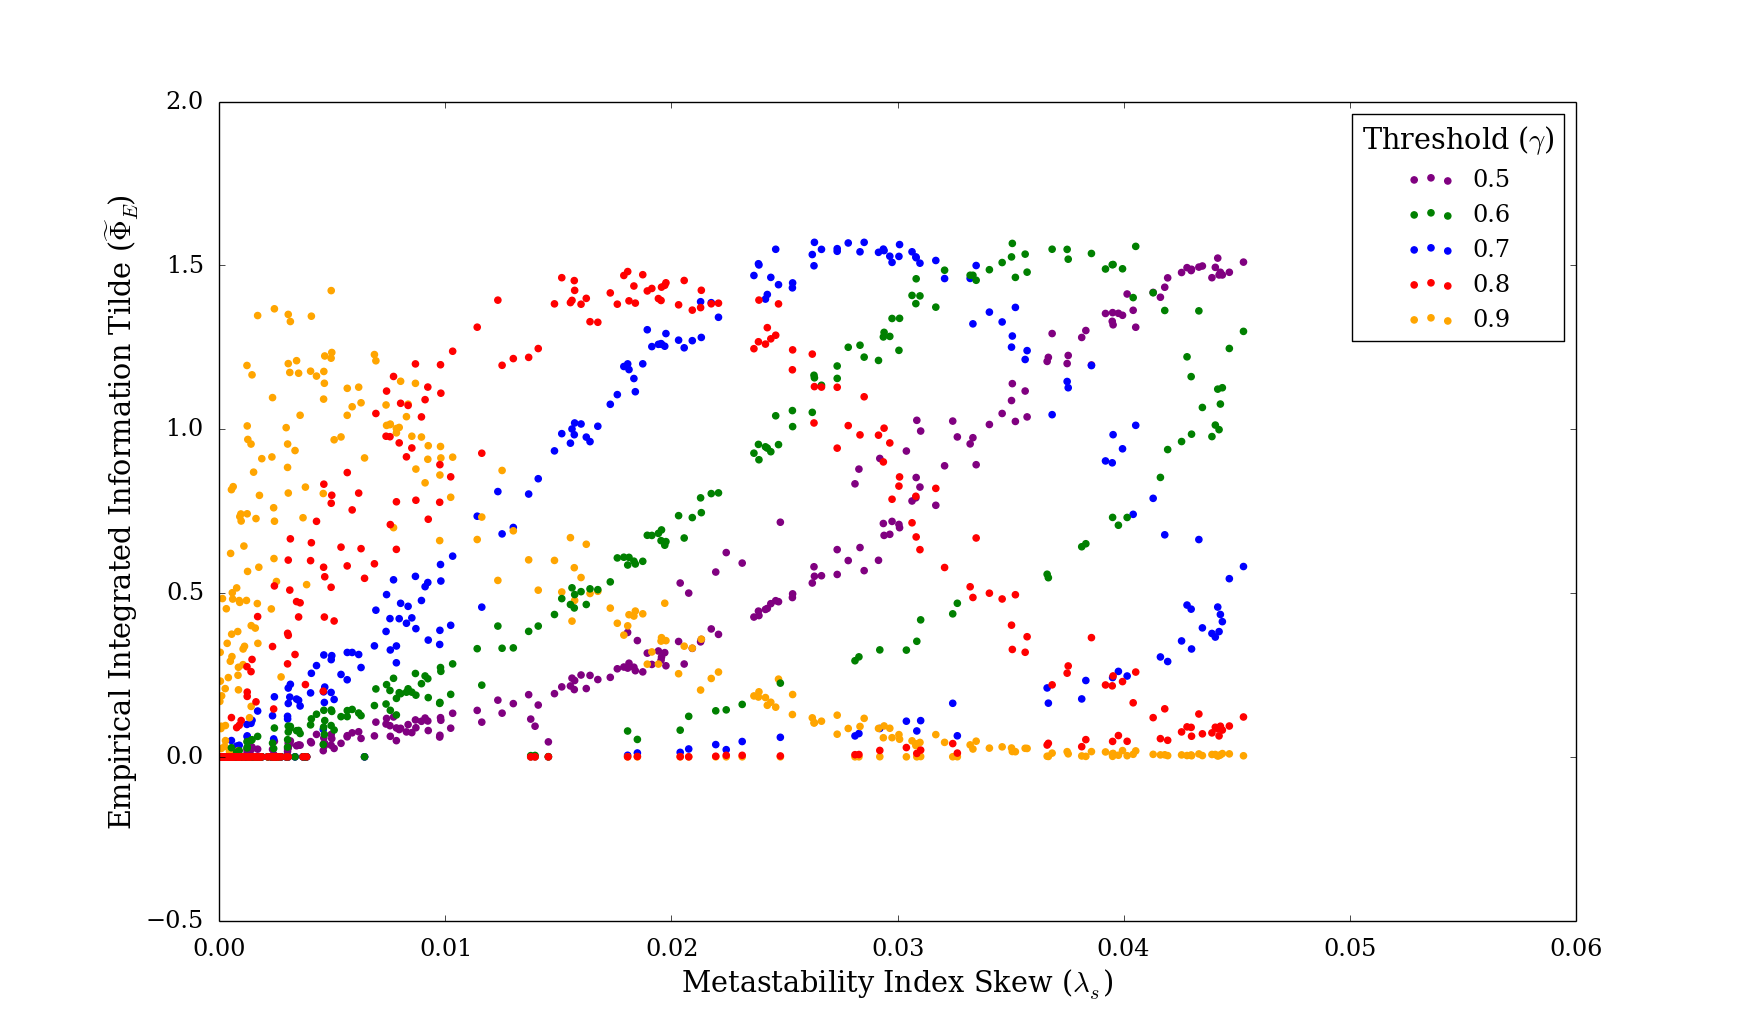 2.0
1.5
1.0
0.5
0.0
−0.5
0.00 0.01 0.02 0.03 0.04 0.05 0.06
Metastability Index Skew (λ_s)
Empirical Integrated Information Tilde (Φ̃_E)
Threshold (γ)
0.5
0.6
0.7
0.8
0.9